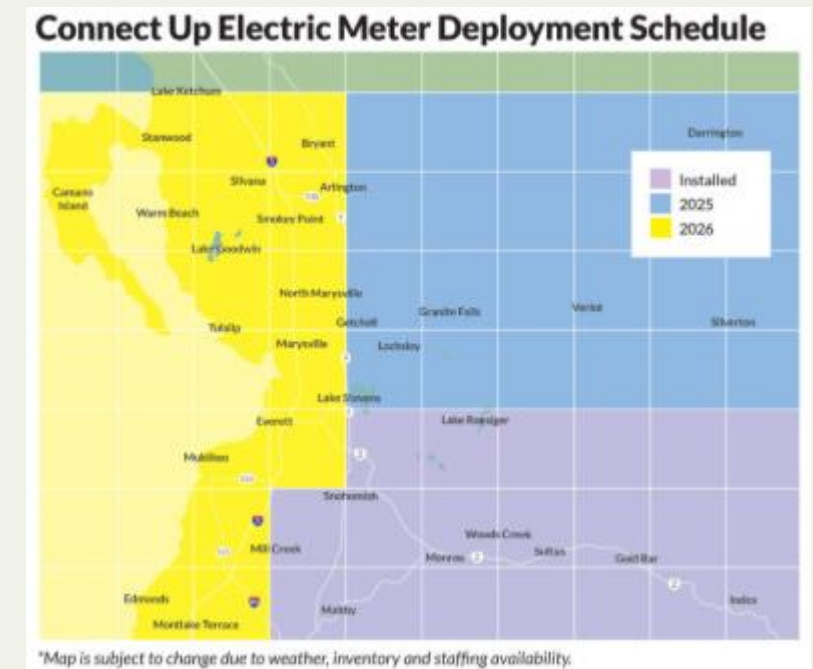 Connect Up Electric Meter Deployment Schedule
Lake Ketchum
Stanwood
Bryant
Darrington
Silvana
Arlington
Camano
Island
Warm Beach
Smokey Point
Lake Goodwin
Installed
2025
2026
North Marysville
Getchell
Granite Falls
Verlot
Silverton
Tulalip
Marysville
Lochsloy
Lake Stevens
Everett
Lake Roesiger
Mukilteo
Snohomish
Mill Creek
Woods Creek
Monroe
2
Sultan
Gold Bar
2
Edmonds
Maltby
Index
Montlake Terrace
*Map is subject to change due to weather, inventory and staffing availability.